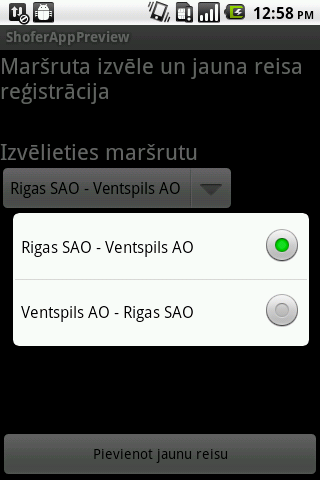 12:58 PM
ShoferAppPreview
Maršruta izvēle un jauna reisa
reģistrācija
Izvēlieties maršrutu
Rigas SAO - Ventspils AO
Rigas SAO - Ventspils AO
Ventspils AO - Rigas SAO
Pievienot jaunu reisu